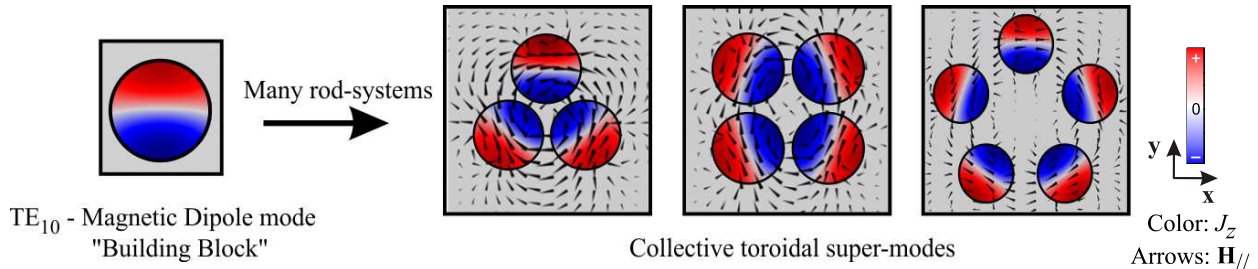 Many rod-systems
TE10 - Magnetic Dipole mode
"Building Block"
Collective toroidal super-modes
+
0
−
y
x
Color: Jz
Arrows: H//